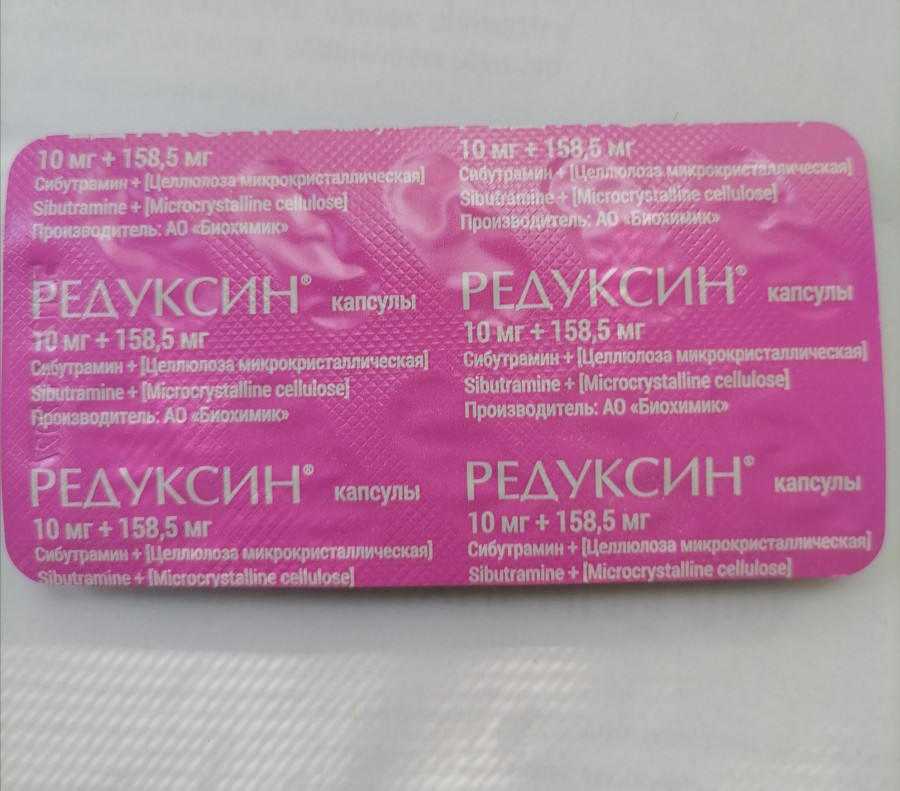 10 мг + 158,5 мг
Сибутрамин + [Целлюлоза микрокристаллическая]
Sibutramine + [Microcrystalline cellulose]
Производитель: АО «Биохимик»
10 мг + 158,5 мг
Сибутрамин + [Целлюлоза микрокристаллическая]
Sibutramine + [Microcrystalline cellulose]
Производитель: АО «Биохимик»
РЕДУКСИН® капсулы
10 мг + 158,5 мг
Сибутрамин + [Целлюлоза микрокристаллическая]
Sibutramine + [Microcrystalline cellulose]
Производитель: АО «Биохимик»
РЕДУКСИН® капсулы
10 мг + 158,5 мг
Сибутрамин + [Целлюлоза микрокристаллическая]
Sibutramine + [Microcrystalline cellulose]
Производитель: АО «Биохимик»
РЕДУКСИН® капсулы
10 мг + 158,5 мг
Сибутрамин + [Целлюлоза микрокристаллическая]
Sibutramine + [Microcrystalline cellulose]
РЕДУКСИН® капсулы
10 мг + 158,5 мг
Сибутрамин + [Целлюлоза микрокристаллическая]
Sibutramine + [Microcrystalline cellulose]